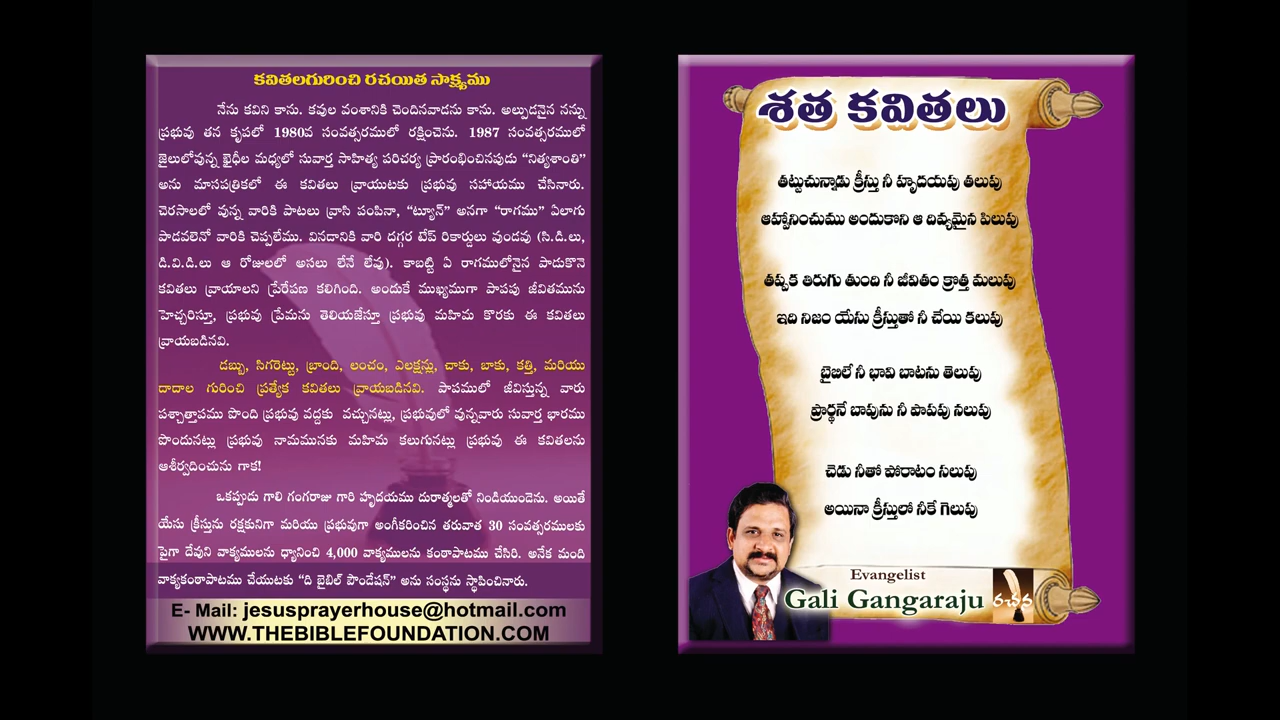 కవితలగురించి రచయిత సాక్ష్యము
నేను కవిని కాను. కవుల వంశానికి చెందినవాడను కాను. అల్పుడనైన నన్ను
ప్రభువు తన కృపలో 1980వ సంవత్సరములో రక్షించెను. 1987 సంవత్సరములో
జైలులోవున్న ఖైధీల మధ్యలో సువార్త సాహిత్య పరిచర్య ప్రారంభించినపుడు “నిత్యశాంతి”
అను మాసపత్రికలో ఈ కవితలు వ్రాయుటకు ప్రభువు సహాయము చేసినారు.
చెరసాలలో వున్న వారికి పాటలు వ్రాసి పంపినా, “ట్యూన్” అనగా “రాగము” ఏలాగు
పాడవలెనో వారికి చెప్పలేము. వినడానికి వారి దగ్గర టేప్ రికార్డులు వుండవు (సి.డి.లు,
డి.వి.డి.లు ఆ రోజులలో అసలు లేనే లేవు). కాబట్టి ఏ రాగములోనైన పాడుకొనె
కవితలు వ్రాయాలని ప్రేరేపణ కలిగింది. అందుకే ముఖ్యముగా పాపపు జీవితమును
హెచ్చరిస్తూ, ప్రభువు ప్రేమను తెలియజేస్తూ ప్రభువు మహిమ కొరకు ఈ కవితలు
వ్రాయబడినవి.
డబ్బు, సిగరెట్టు, బ్రాంది, లంచం, ఎలక్షన్లు, చాకు, బాకు, కత్తి, మరియు
దాదాల గురించి ప్రత్యేక కవితలు వ్రాయబడినవి. పాపములో జీవిస్తున్న వారు
పశ్చాత్తాపము పొంది ప్రభువు వద్దకు వచ్చునట్లు, ప్రభువులో వున్నవారు సువార్త భారము
పొందునట్లు ప్రభువు నామమునకు మహిమ కలుగునట్లు ప్రభువు ఈ కవితలను
ఆశీర్వదించును గాక!
ఒకప్పుడు గాలి గంగరాజు గారి హృదయము దురాత్మలతో నిండియుండెను. అయితే
యేసు క్రీస్తును రక్షకునిగా మరియు ప్రభువుగా అంగీకరించిన తరువాత 30 సంవత్సరములకు
పైగా దేవుని వాక్యములను ధ్యానించి 4,000 వాక్యములను కంఠాపాటము చేసిరి. అనేక మంది
వాక్యకంఠాపాటము చేయుటకు “ది బైబిల్ ఫౌండేషన్” అను సంస్థను స్థాపించినారు.
E- Mail: jesusprayerhouse@hotmail.com
WWW.THEBIBLEFOUNDATION.COM
శత కవితలు
తట్టుచున్నాడు క్రీస్తు నీ హృదయపు తలుపు
ఆహ్వానించుము అందుకొని ఆ దివ్యమైన పిలుపు
తప్పక తిరుగు తుంది నీ జీవితం క్రొత్త మలుపు
ఇది నిజం యేసు క్రీస్తుతో నీ చేయి కలుపు
బైబిలే నీ భావి బాటను తెలుపు
ప్రార్థనే బాపును నీ పాపపు నలుపు
చెడు నీతో పోరాటం సలుపు
అయినా క్రీస్తులో నీకే గెలుపు
Evangelist
Gali Gangaraju
రచన